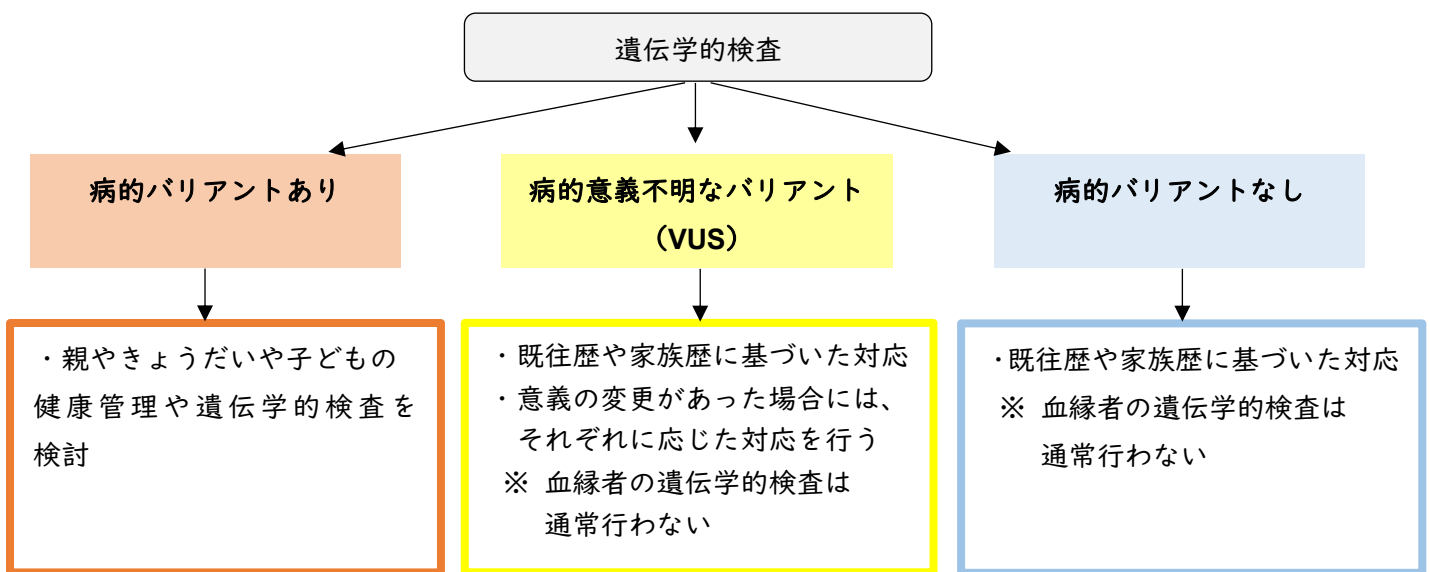 遺伝学的検査
病的バリアントあり
病的意義不明なバリアント
（VUS）
病的バリアントなし
・親やきょうだいや子どもの
健康管理や遺伝学的検査を
検討
・既往歴や家族歴に基づいた対応
・意義の変更があった場合には、
それぞれに応じた対応を行う
※ 血縁者の遺伝学的検査は
通常行わない
・既往歴や家族歴に基づいた対応
※ 血縁者の遺伝学的検査は
通常行わない